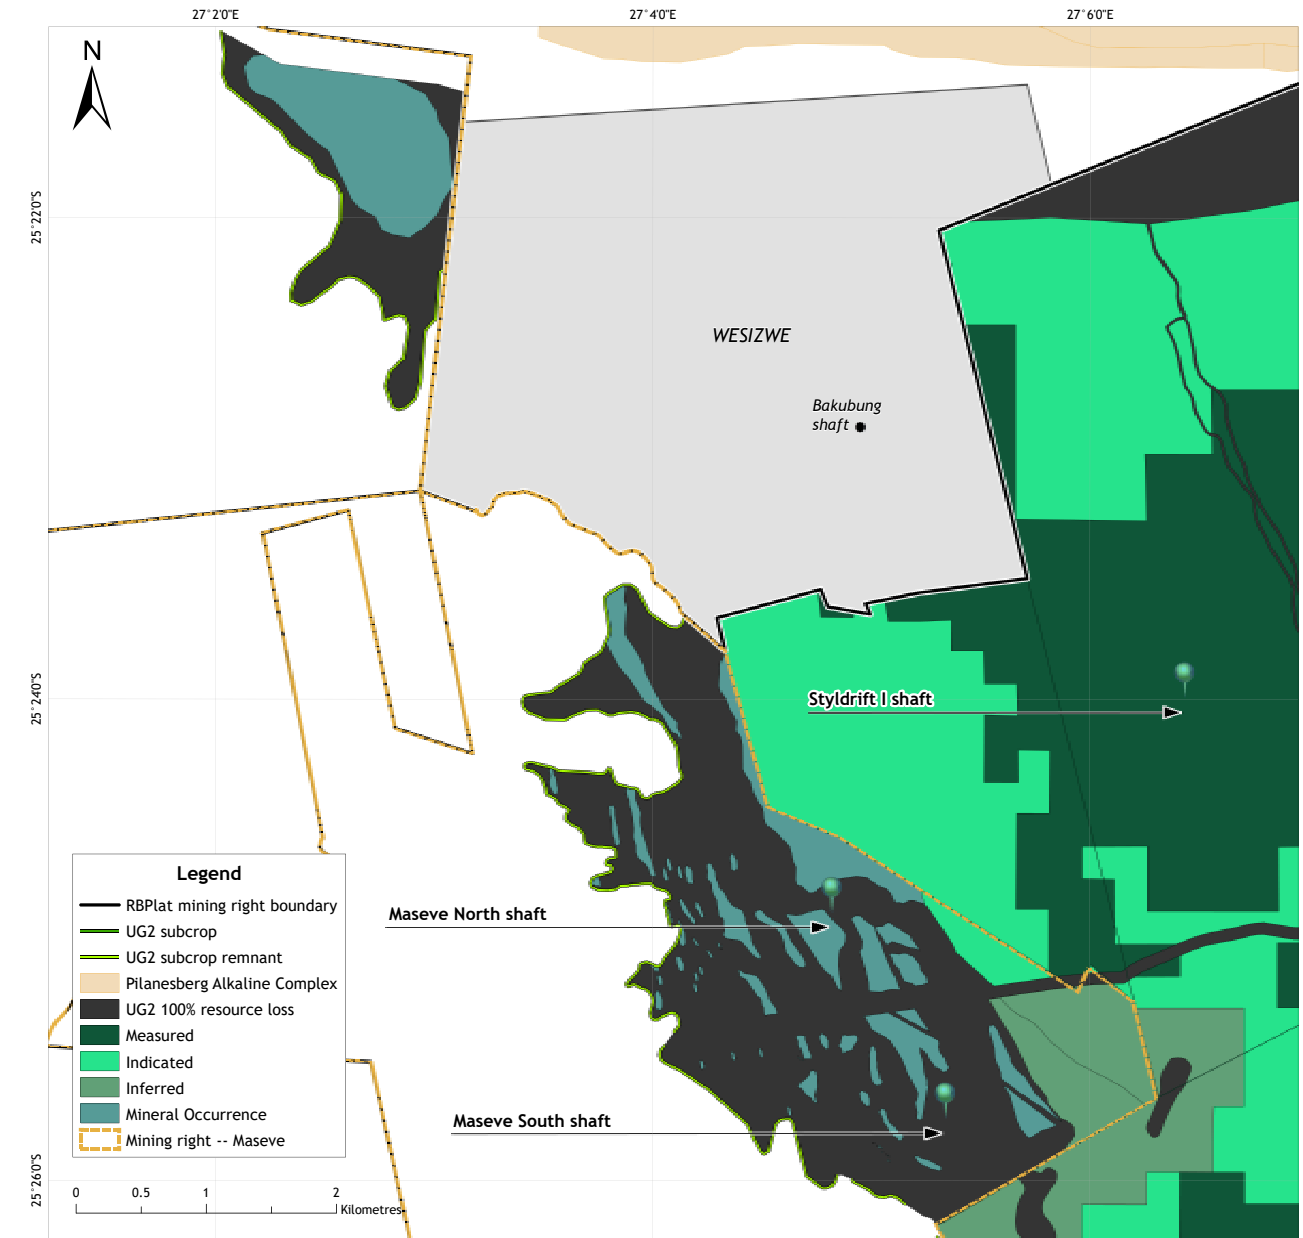 27°2'0"E 27°4'0"E 27°6'0"E
N
25°22'0"S
WESIZWE
Bakubung
shaft
25°24'0"S
Styldrift I shaft
Maseve North shaft
Maseve South shaft
25°26'0"S
Legend
RBPlat mining right boundary
UG2 subcrop
UG2 subcrop remnant
Pilanesberg Alkaline Complex
UG2 100% resource loss
Measured
Indicated
Inferred
Mineral Occurrence
Mining right -- Maseve
0 0.5 1 2
Kilometres